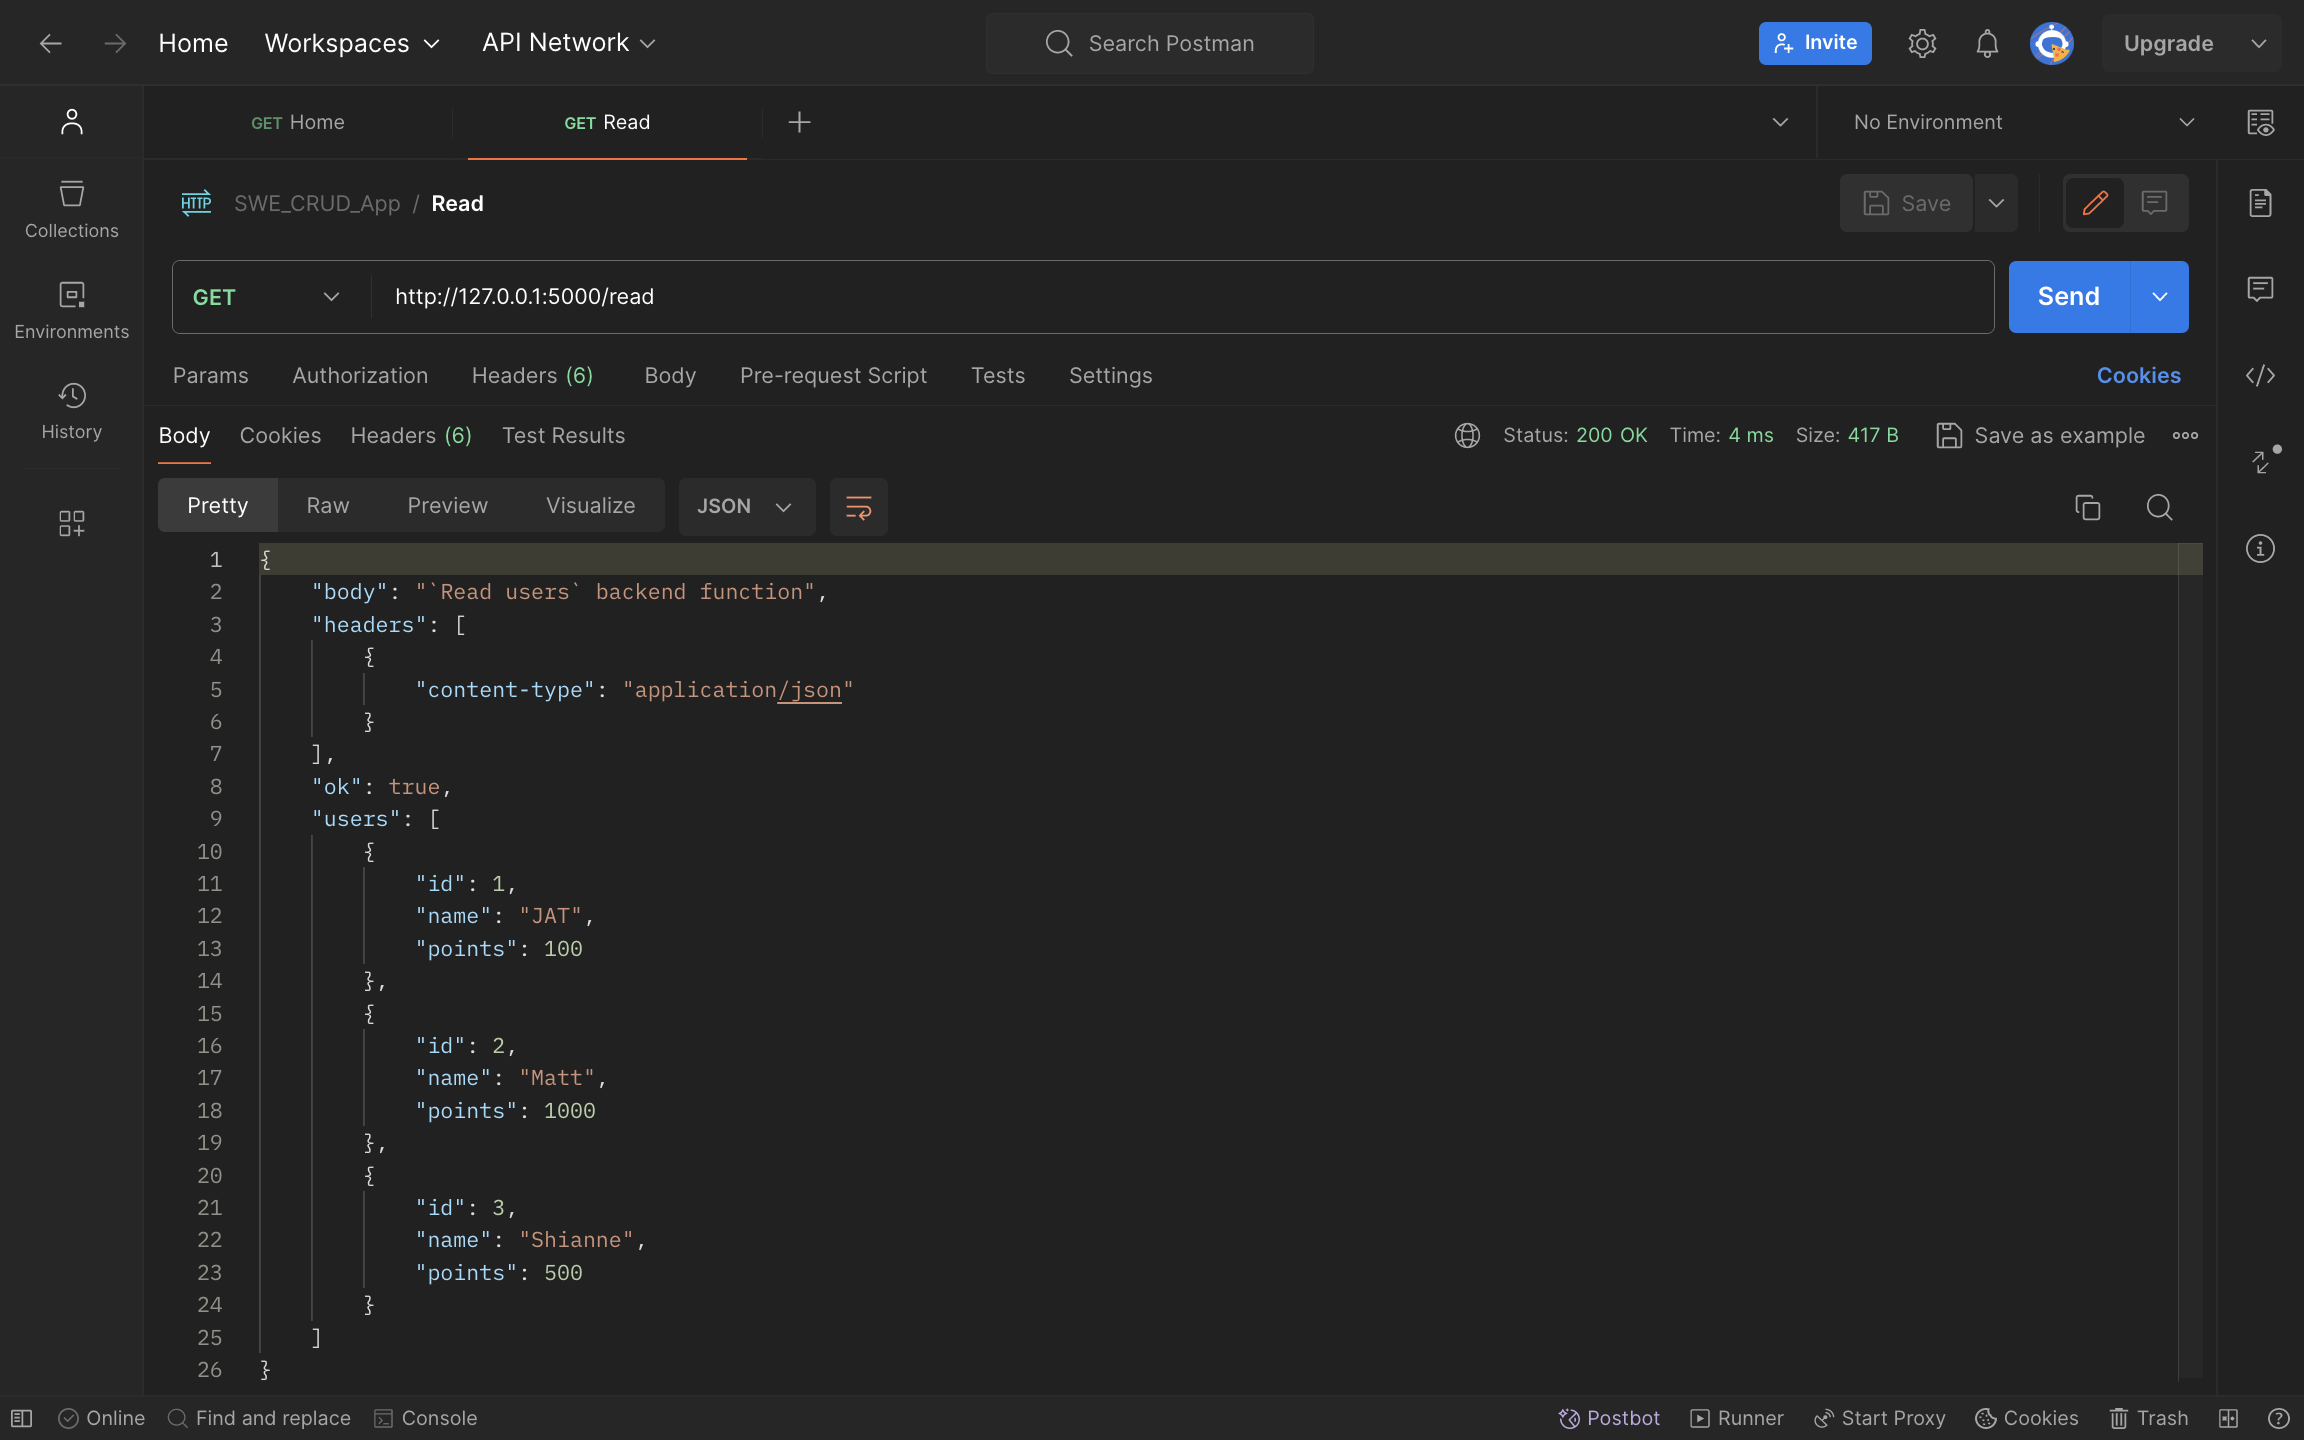 Home Workspaces API Network Search Postman Invite Upgrade
GET Home GET Read No Environment
HTTP SWE_CRUD_App / Read Save
Collections
Environments
History
GET http://127.0.0.1:5000/read Send
Params Authorization Headers (6) Body Pre-request Script Tests Settings Cookies
Body Cookies Headers (6) Test Results Status: 200 OK Time: 4 ms Size: 417 B Save as example
Pretty Raw Preview Visualize JSON
1 {
2 "body": "`Read users` backend function",
3 "headers": [
4 {
5 "content-type": "application/json"
6 }
7 ],
8 "ok": true,
9 "users": [
10 {
11 "id": 1,
12 "name": "JAT",
13 "points": 100
14 },
15 {
16 "id": 2,
17 "name": "Matt",
18 "points": 1000
19 },
20 {
21 "id": 3,
22 "name": "Shianne",
23 "points": 500
24 }
25 ]
26 }
Online Find and replace Console Postbot Runner Start Proxy Cookies Trash